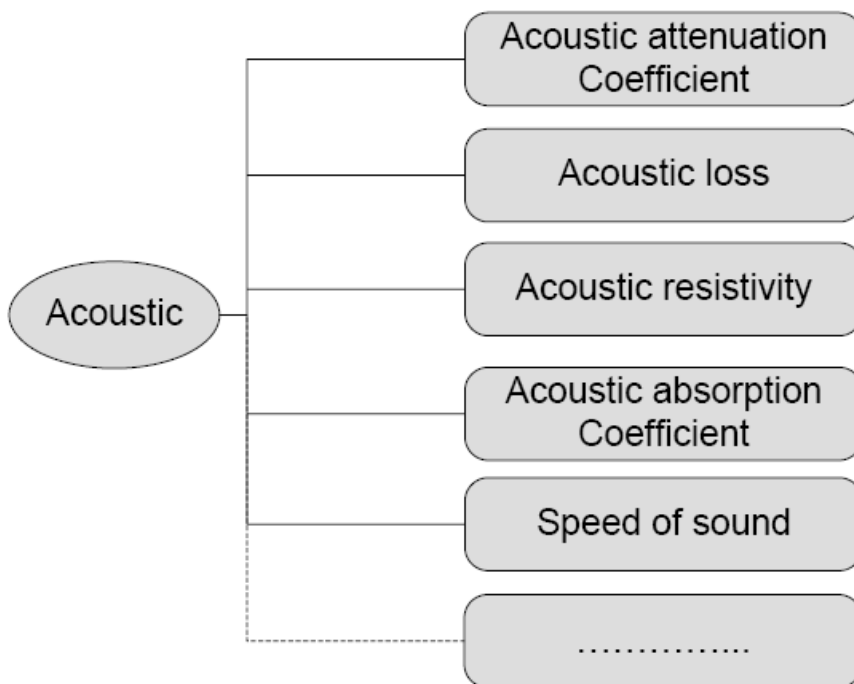 Acoustic attenuation
Coefficient
Acoustic loss
Acoustic resistivity
Acoustic
Acoustic absorption
Coefficient
Speed of sound
……………...